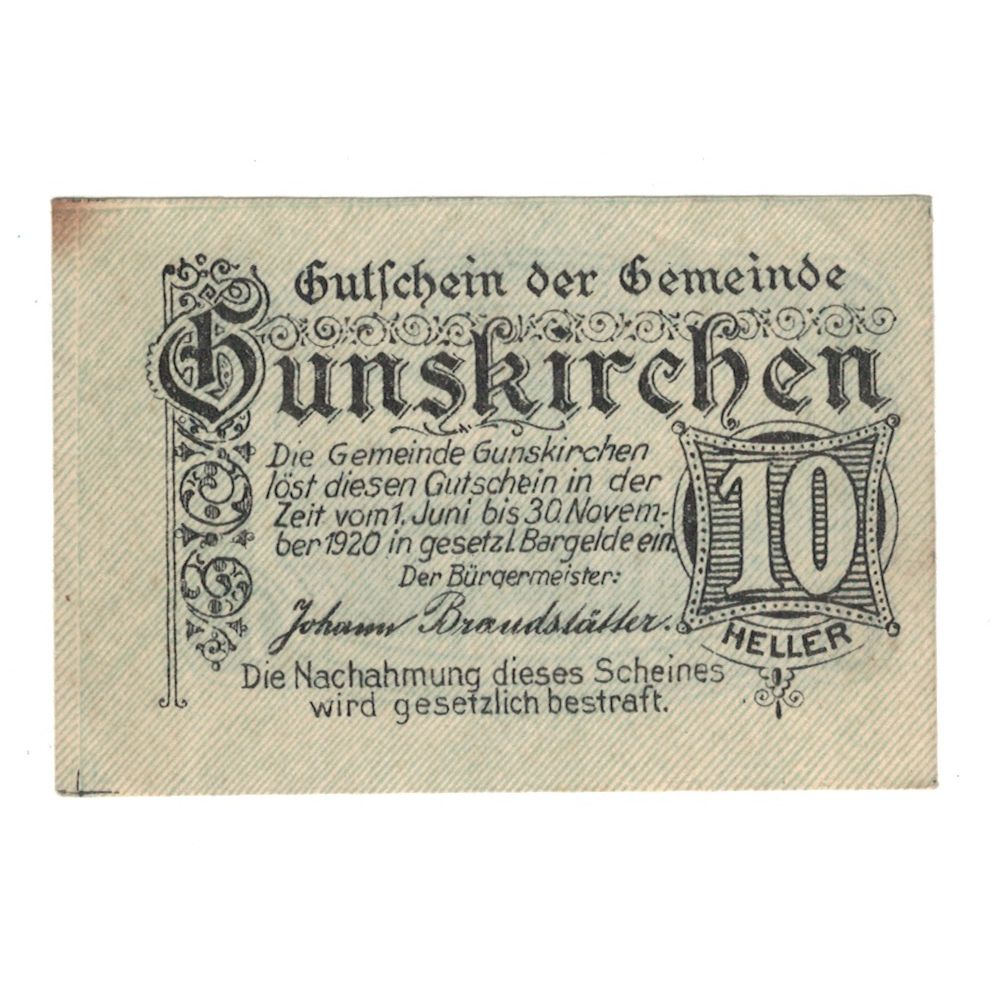 Gutschein der Gemeinde
Gunskirchen
Die Gemeinde Gunskirchen
löst diesen Gutschein in der
Zeit vom 1. Juni bis 30. Novem-
ber 1920 in gesetzl. Bargelde ein.
Der Bürgermeister:
Johann Brandstätter.
10
HELLER
Die Nachahmung dieses Scheines
wird gesetzlich bestraft.